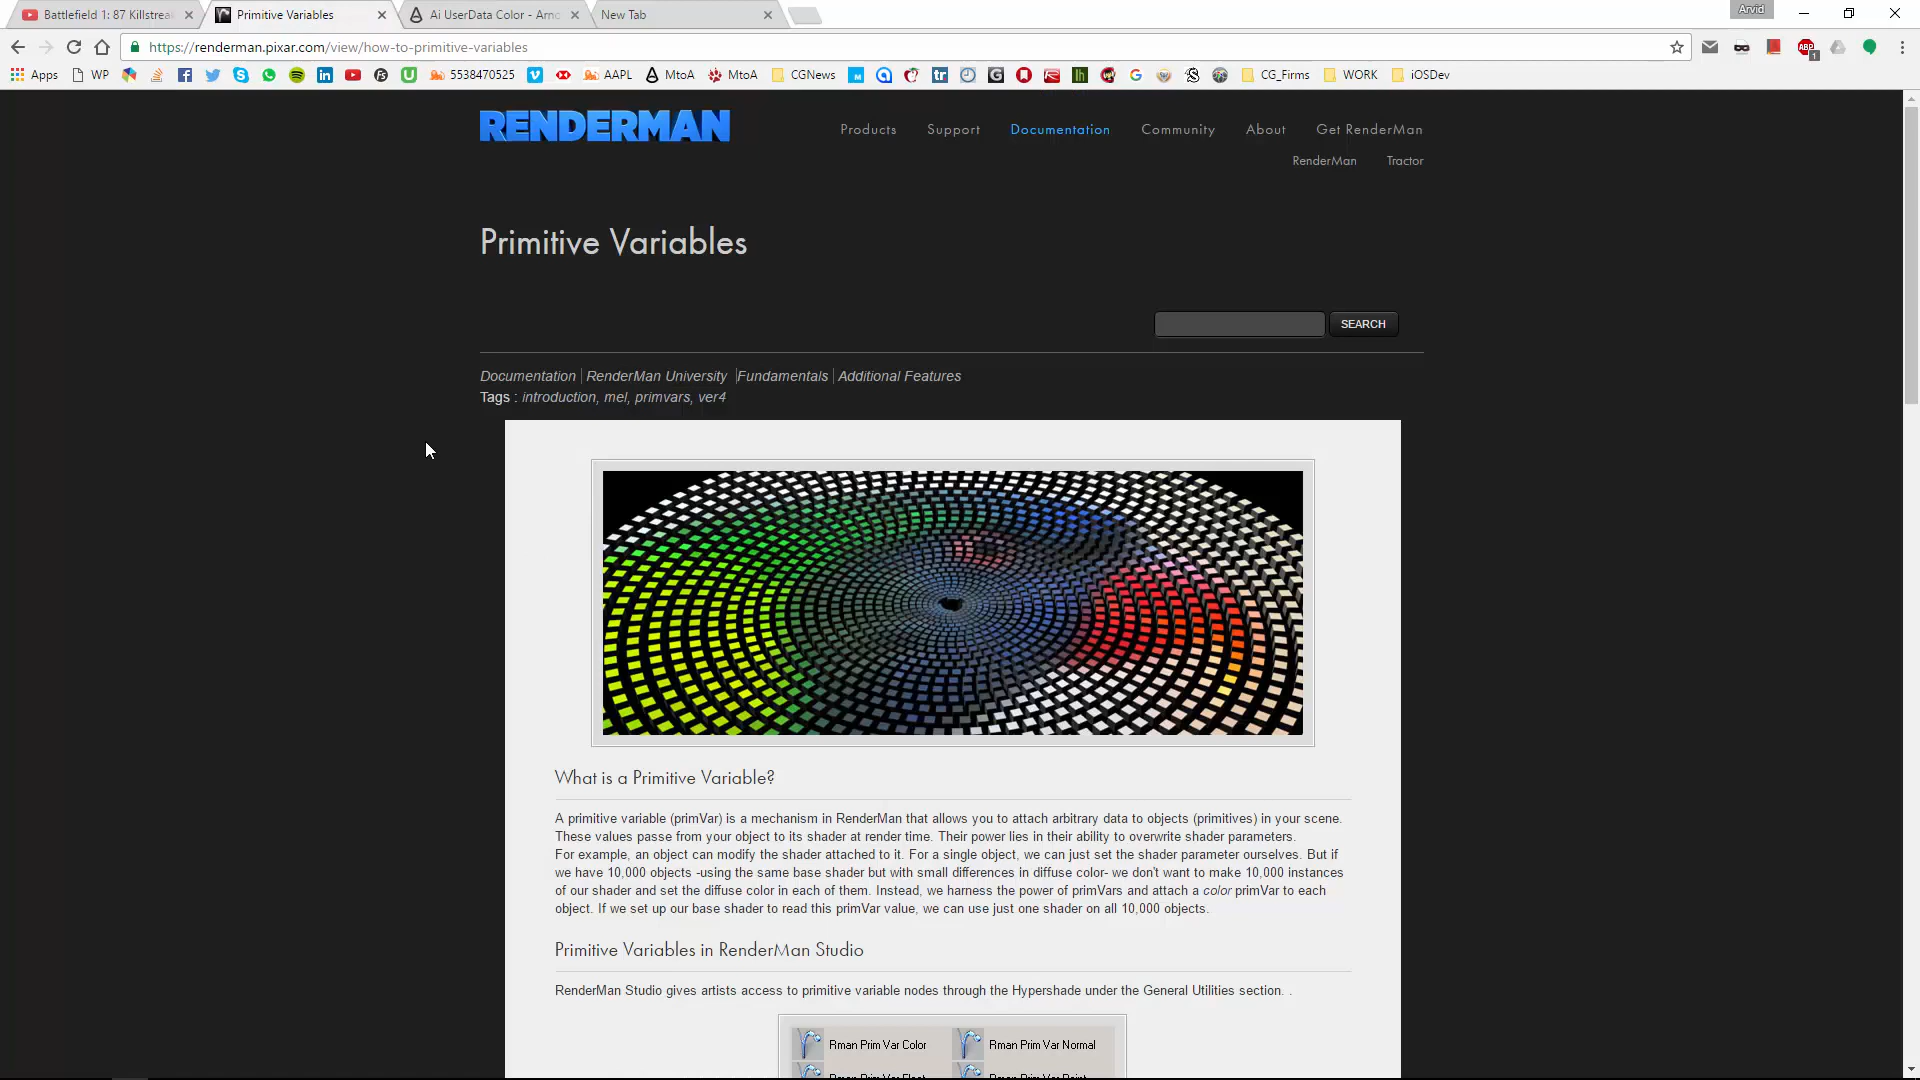 Battlefield 1: 87 Killstreak
Primitive Variables
Ai UserData Color - Arno
New Tab
Arvid
https://renderman.pixar.com/view/how-to-primitive-variables
Apps
WP
5538470525
AAPL
MtoA
MtoA
CGNews
CG_Firms
WORK
iOSDev
RENDERMAN
Products
Support
Documentation
Community
About
Get RenderMan
RenderMan
Tractor
Primitive Variables
SEARCH
Documentation | RenderMan University | Fundamentals | Additional Features
Tags : introduction, mel, primvars, ver4
What is a Primitive Variable?
A primitive variable (primVar) is a mechanism in RenderMan that allows you to attach arbitrary data to objects (primitives) in your scene.
These values passe from your object to its shader at render time. Their power lies in their ability to overwrite shader parameters.
For example, an object can modify the shader attached to it. For a single object, we can just set the shader parameter ourselves. But if
we have 10,000 objects -using the same base shader but with small differences in diffuse color- we don't want to make 10,000 instances
of our shader and set the diffuse color in each of them. Instead, we harness the power of primVars and attach a color primVar to each
object. If we set up our base shader to read this primVar value, we can use just one shader on all 10,000 objects.
Primitive Variables in RenderMan Studio
RenderMan Studio gives artists access to primitive variable nodes through the Hypershade under the General Utilities section. .
Rman Prim Var Color
Rman Prim Var Normal
Rman Prim Var Float
Rman Prim Var Point